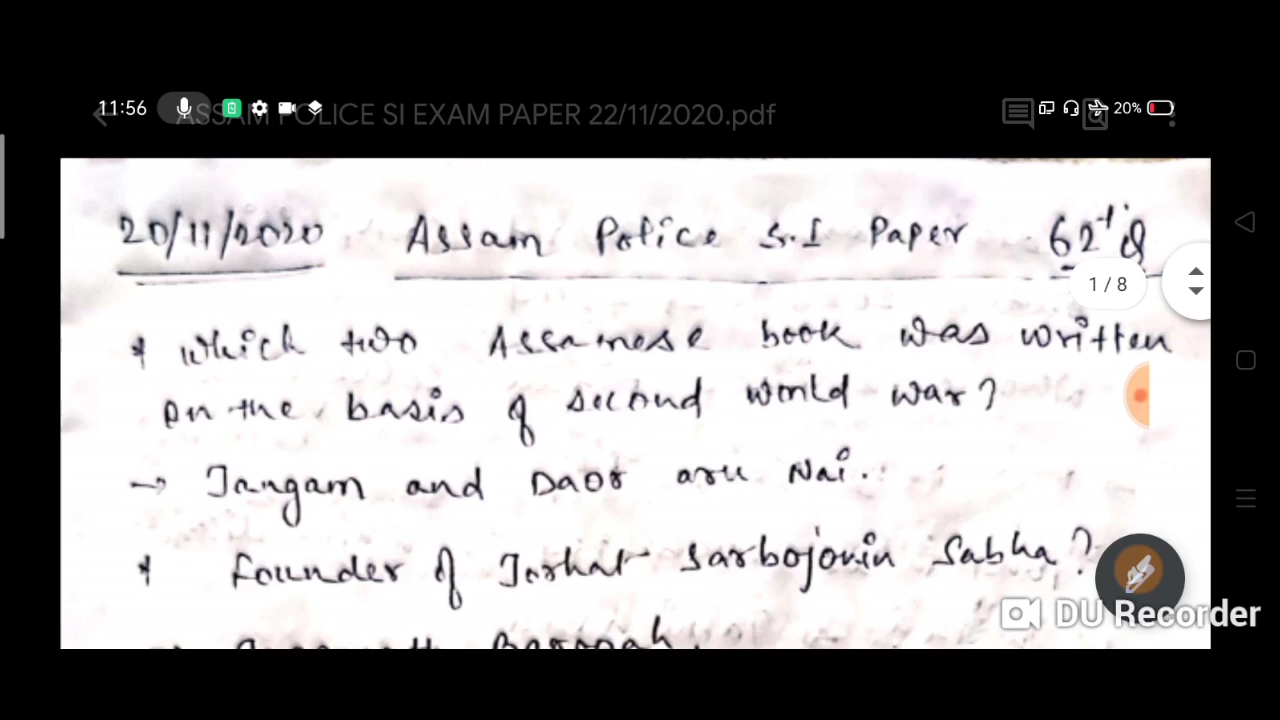 11:56 20%
ASSAM POLICE SI EXAM PAPER 22/11/2020.pdf
20/11/2020 Assam Police S.I Paper
1 / 8
* which two Assamese book was written
on the basis of second world war?
→ Jangam and Daor aru Nai.
* Founder of Jorhat Sarbojonin Sabha?
DU Recorder